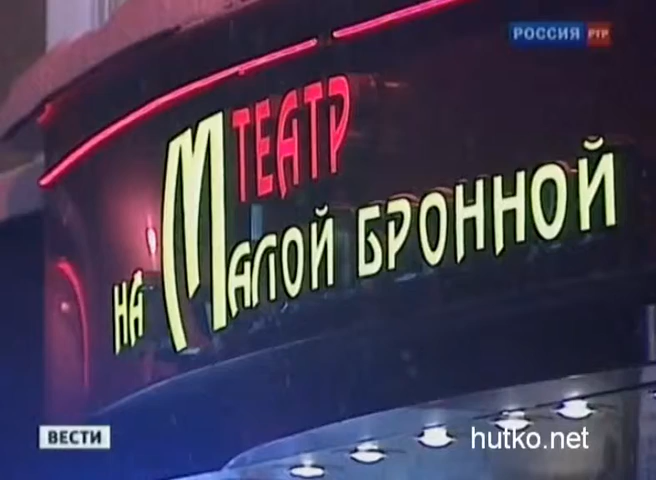 РОССИЯ РТР
ТЕАТР
НА МАЛОЙ БРОННОЙ
ВЕСТИ
hutko.net